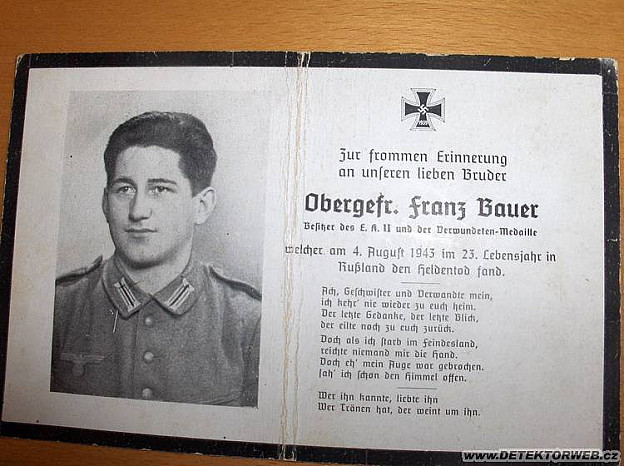 1939
Zur frommen Erinnerung
an unseren lieben Bruder
Obergefr. Franz Bauer
Besitzer des E. K. II und der Verwundeten-Medaille
welcher am 4. August 1943 im 23. Lebensjahr in
Rußland den Heldentod fand.
Ach, Geschwister und Verwandte mein,
ich kehr' nie wieder zu euch heim.
Der letzte Gedanke, der letzte Blick,
der eilte noch zu euch zurück.
Doch als ich starb im Feindesland,
reichte niemand mir die Hand.
Doch eh' mein Auge war gebrochen,
sah' ich schon den Himmel offen.
Wer ihn kannte, liebte ihn
Wer Tränen hat, der weint um ihn.
www.DETEKTORWEB.cz